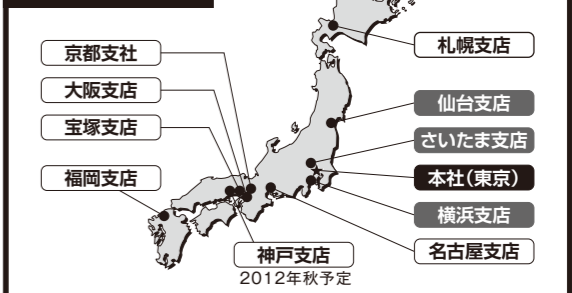 京都支社
大阪支店
宝塚支店
福岡支店
札幌支店
仙台支店
さいたま支店
本社(東京)
横浜支店
名古屋支店
神戸支店
2012年秋予定